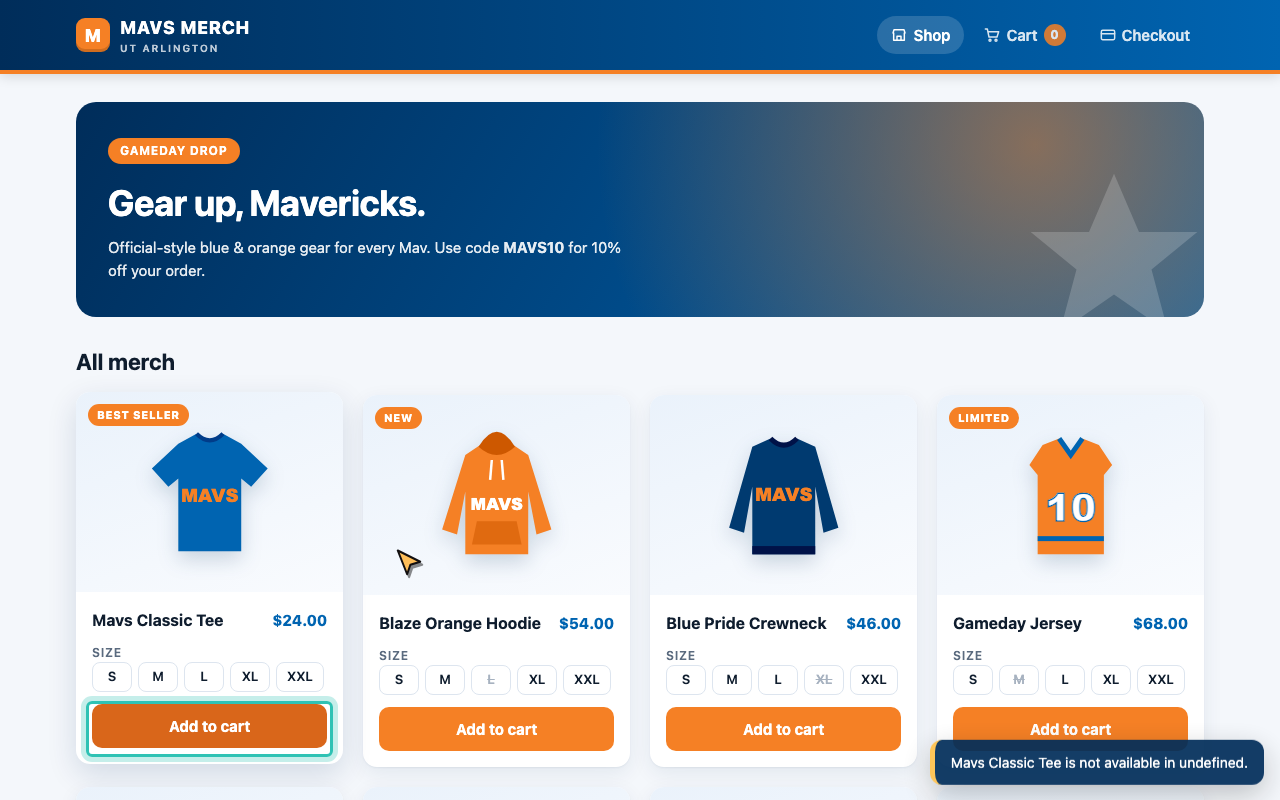 M
MAVS MERCH
UT ARLINGTON
Shop
Cart 0
Checkout
GAMEDAY DROP
Gear up, Mavericks.
Official-style blue & orange gear for every Mav. Use code MAVS10 for 10%
off your order.
All merch
BEST SELLER
MAVS
Mavs Classic Tee $24.00
SIZE
S M L XL XXL
Add to cart
NEW
MAVS
Blaze Orange Hoodie $54.00
SIZE
S M L XL XXL
Add to cart
MAVS
Blue Pride Crewneck $46.00
SIZE
S M L XL XXL
Add to cart
LIMITED
10
Gameday Jersey $68.00
SIZE
S M L XL XXL
Add to cart
Mavs Classic Tee is not available in undefined.